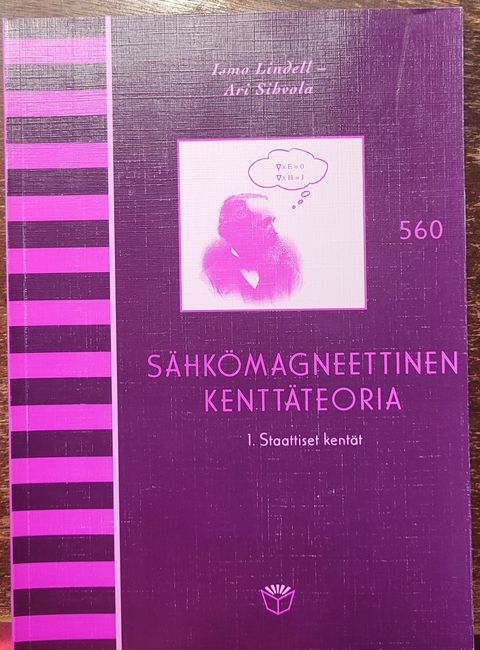 Ismo Lindell –
Ari Sihvola
∇×E=0
∇×H=J
560
SÄHKÖMAGNEETTINEN
KENTTÄTEORIA
1. Staattiset kentät